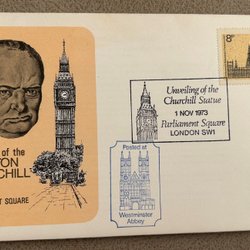 of the
TON
CHILL
T SQUARE
Unveiling of the
Churchill Statue
1 NOV 1973
Parliament Square
LONDON SW1
8P
Posted at
Westminster
Abbey